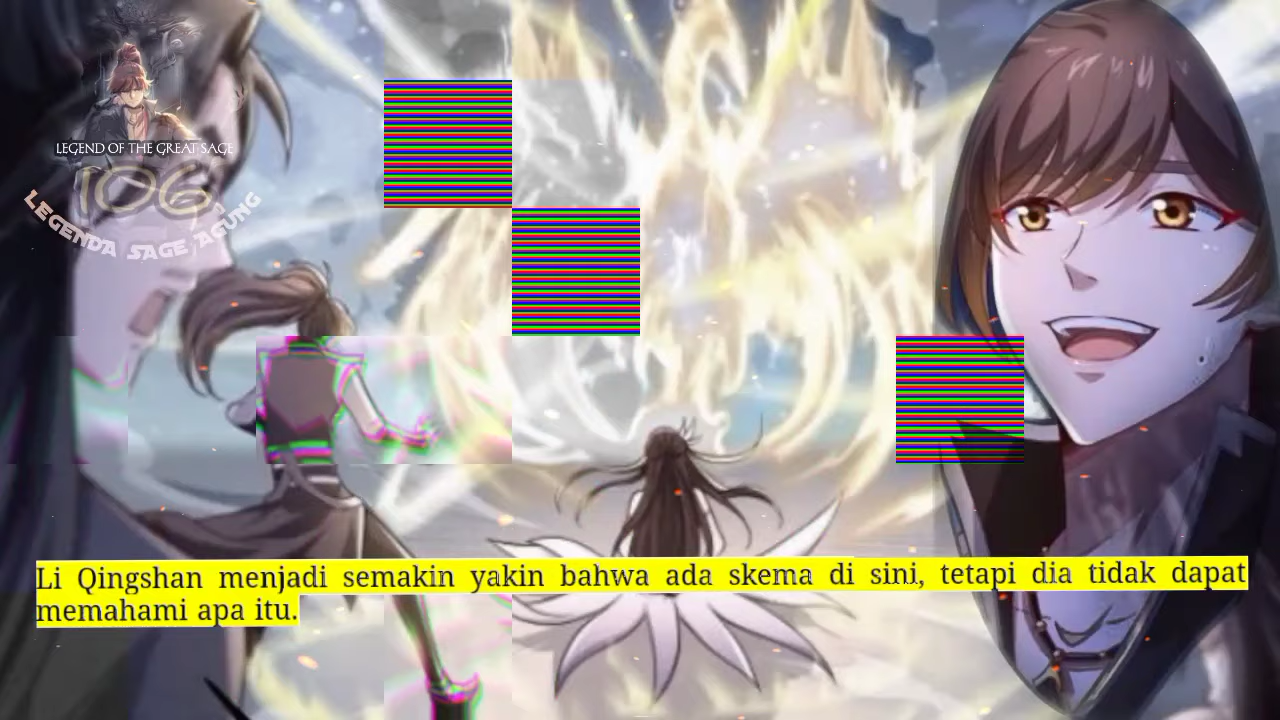 LEGEND OF THE GREAT SAGE
106
LEGENDA SAGE AGUNG
Li Qingshan menjadi semakin yakin bahwa ada skema di sini, tetapi dia tidak dapat
memahami apa itu.